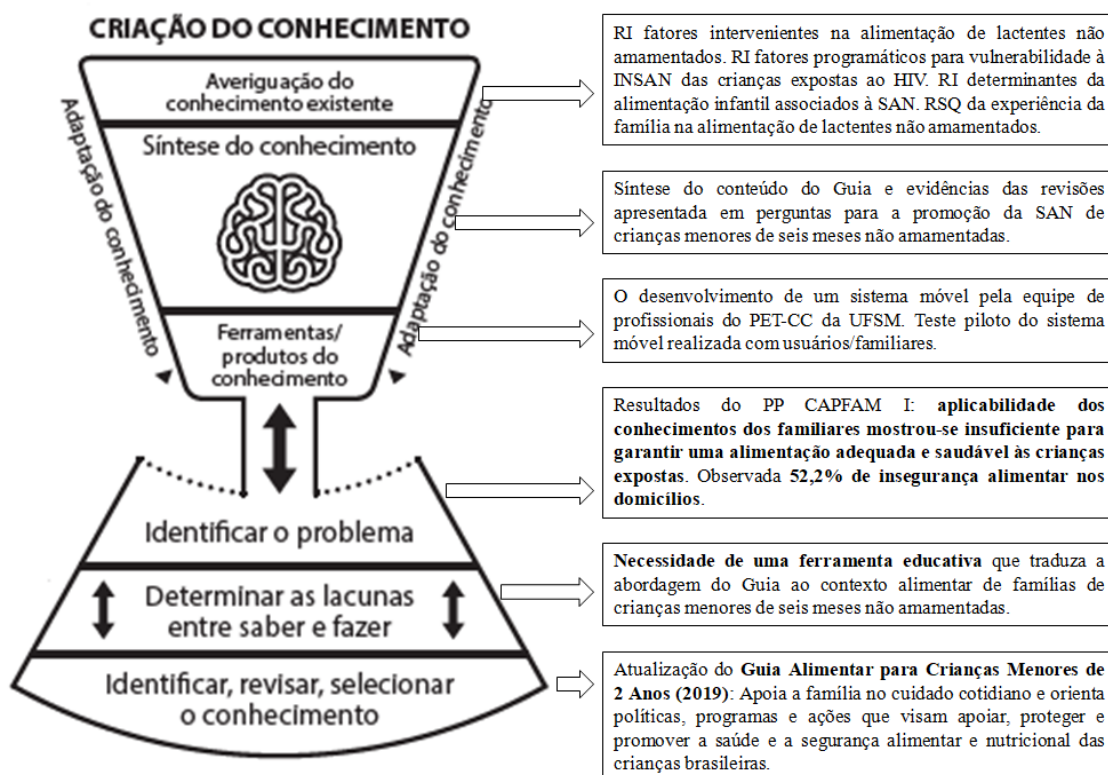 CRIAÇÃO DO CONHECIMENTO
Averiguação do
conhecimento existente
Síntese do conhecimento
Ferramentas/
produtos do
conhecimento
Adaptação do conhecimento
Adaptação do conhecimento
Identificar o problema
Determinar as lacunas
entre saber e fazer
Identificar, revisar, selecionar
o conhecimento
RI fatores intervenientes na alimentação de lactentes não
amamentados. RI fatores programáticos para vulnerabilidade à
INSAN das crianças expostas ao HIV. RI determinantes da
alimentação infantil associados à SAN. RSQ da experiência da
família na alimentação de lactentes não amamentados.
Síntese do conteúdo do Guia e evidências das revisões
apresentada em perguntas para a promoção da SAN de
crianças menores de seis meses não amamentadas.
O desenvolvimento de um sistema móvel pela equipe de
profissionais do PET-CC da UFSM. Teste piloto do sistema
móvel realizada com usuários/familiares.
Resultados do PP CAPFAM I: aplicabilidade dos
conhecimentos dos familiares mostrou-se insuficiente para
garantir uma alimentação adequada e saudável às crianças
expostas. Observada 52,2% de insegurança alimentar nos
domicílios.
Necessidade de uma ferramenta educativa que traduza a
abordagem do Guia ao contexto alimentar de famílias de
crianças menores de seis meses não amamentadas.
Atualização do Guia Alimentar para Crianças Menores de
2 Anos (2019): Apoia a família no cuidado cotidiano e orienta
políticas, programas e ações que visam apoiar, proteger e
promover a saúde e a segurança alimentar e nutricional das
crianças brasileiras.